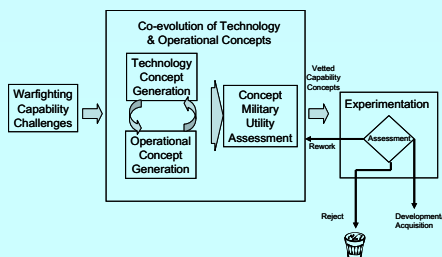 Co-evolution of Technology
& Operational Concepts
Warfighting
Capability
Challenges
Technology
Concept
Generation
Operational
Concept
Generation
Concept
Military
Utility
Assessment
Vetted
Capability
Concepts
Experimentation
Assessment
Rework
Reject
Development/
Acquisition